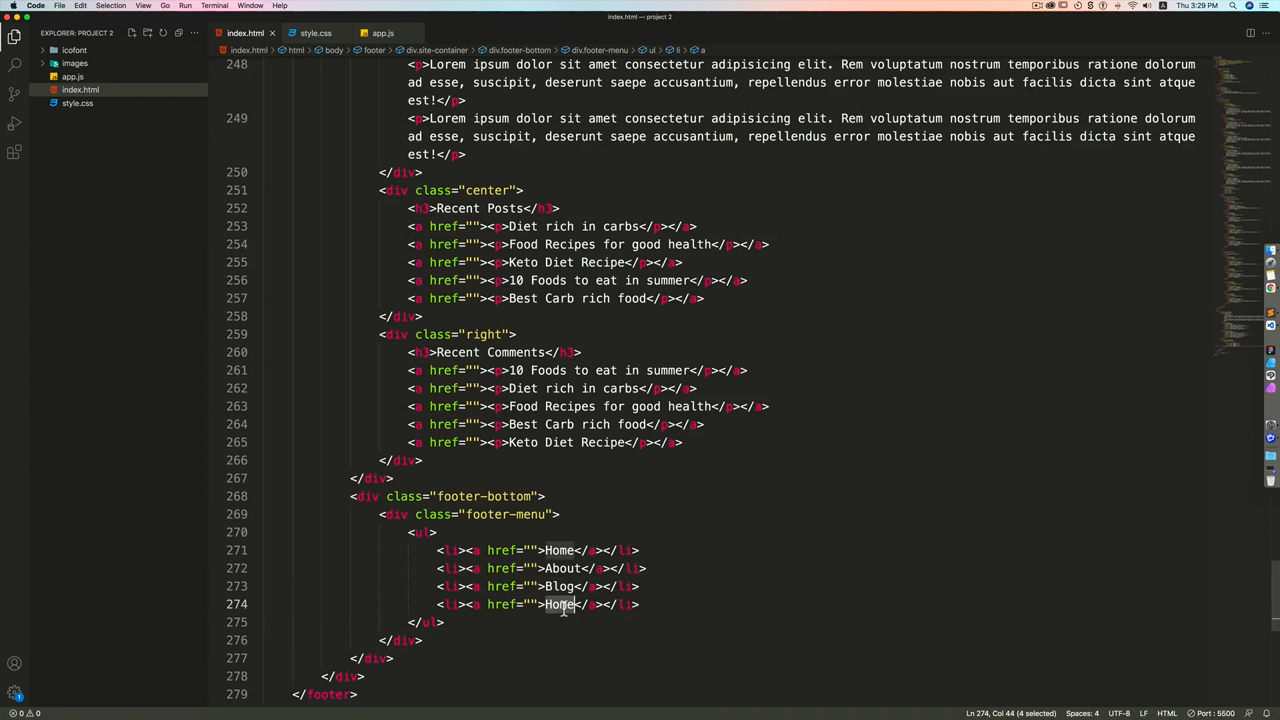 Code File Edit Selection View Go Run Terminal Window Help Thu 3:29 PM
index.html — project 2
EXPLORER: PROJECT 2
icofont
images
app.js
index.html
style.css
index.html style.css app.js
index.html html body footer div.site-container div.footer-bottom div.footer-menu ul li a
248 <p>Lorem ipsum dolor sit amet consectetur adipisicing elit. Rem voluptatum nostrum temporibus ratione dolorum
ad esse, suscipit, deserunt saepe accusantium, repellendus error molestiae nobis aut facilis dicta sint atque
est!</p>
249 <p>Lorem ipsum dolor sit amet consectetur adipisicing elit. Rem voluptatum nostrum temporibus ratione dolorum
ad esse, suscipit, deserunt saepe accusantium, repellendus error molestiae nobis aut facilis dicta sint atque
est!</p>
250 </div>
251 <div class="center">
252 <h3>Recent Posts</h3>
253 <a href=""><p>Diet rich in carbs</p></a>
254 <a href=""><p>Food Recipes for good health</p></a>
255 <a href=""><p>Keto Diet Recipe</p></a>
256 <a href=""><p>10 Foods to eat in summer</p></a>
257 <a href=""><p>Best Carb rich food</p></a>
258 </div>
259 <div class="right">
260 <h3>Recent Comments</h3>
261 <a href=""><p>10 Foods to eat in summer</p></a>
262 <a href=""><p>Diet rich in carbs</p></a>
263 <a href=""><p>Food Recipes for good health</p></a>
264 <a href=""><p>Best Carb rich food</p></a>
265 <a href=""><p>Keto Diet Recipe</p></a>
266 </div>
267 </div>
268 <div class="footer-bottom">
269 <div class="footer-menu">
270 <ul>
271 <li><a href="">Home</a></li>
272 <li><a href="">About</a></li>
273 <li><a href="">Blog</a></li>
274 <li><a href="">Home</a></li>
275 </ul>
276 </div>
277 </div>
278 </div>
279 </footer>
0 0 Ln 274, Col 44 (4 selected) Spaces: 4 UTF-8 LF HTML Port : 5500